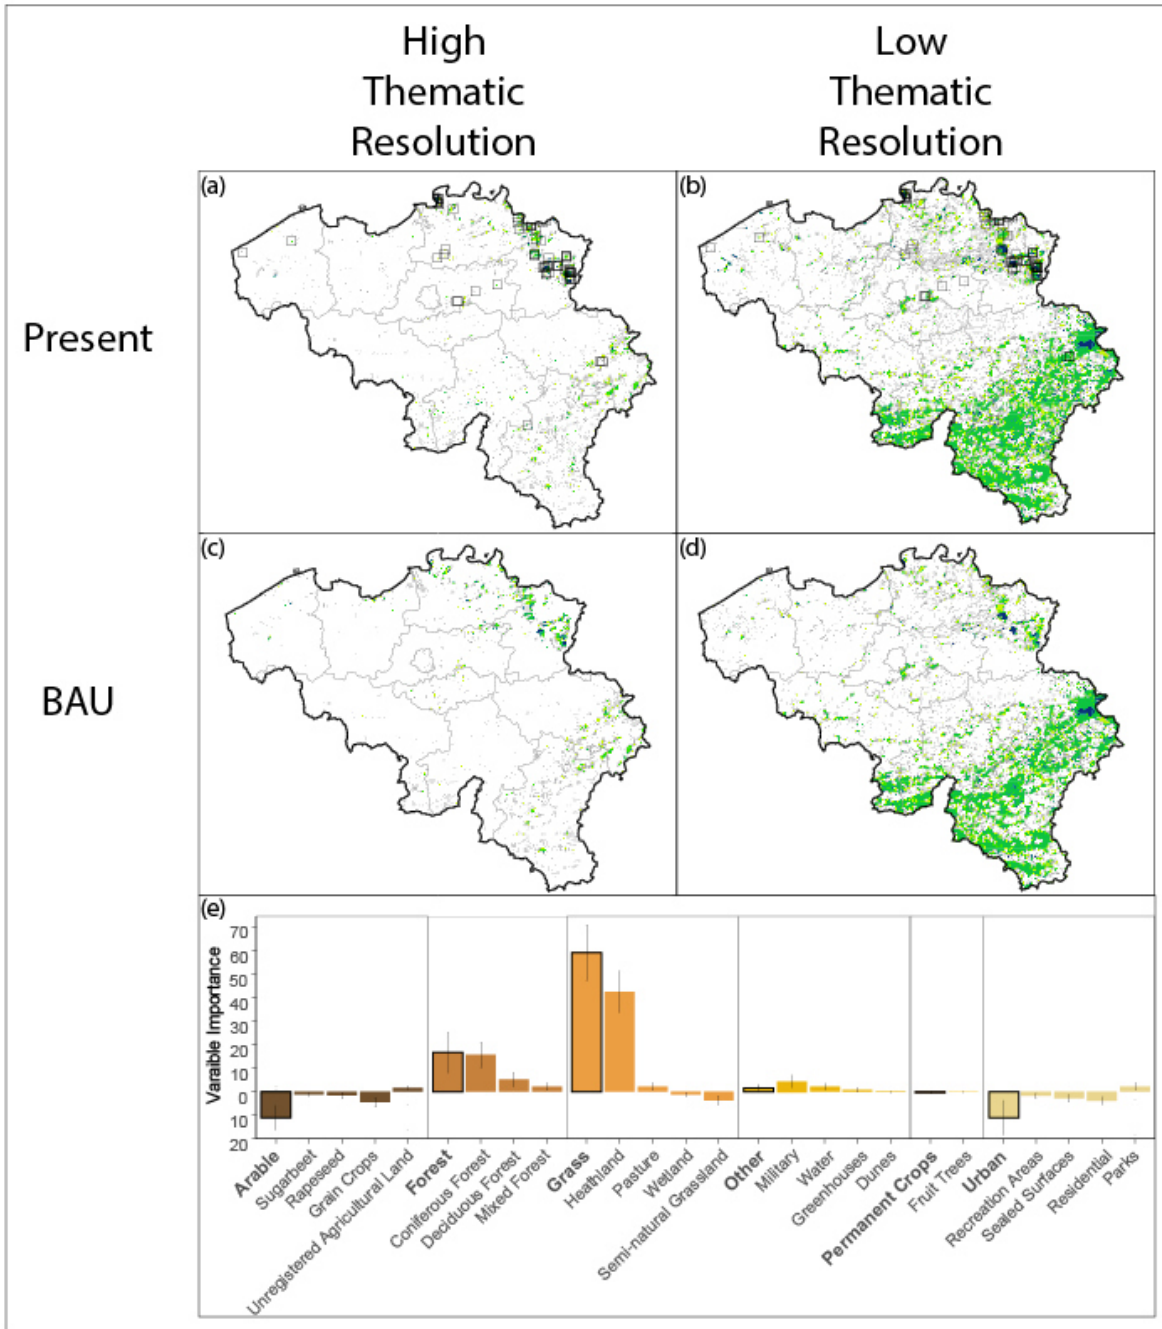 High
Thematic
Resolution
Low
Thematic
Resolution
Present
(a)
(b)
BAU
(c)
(d)
(e)
Varaible Importance
70
60
50
40
30
20
10
0
10
20
Arable
Sugarbeet
Rapeseed
Grain Crops
Unregistered Agricultural Land
Forest
Coniferous Forest
Deciduous Forest
Mixed Forest
Grass
Heathland
Pasture
Wetland
Semi-natural Grassland
Other
Military
Water
Greenhouses
Dunes
Permanent Crops
Fruit Trees
Urban
Recreation Areas
Sealed Surfaces
Residential
Parks